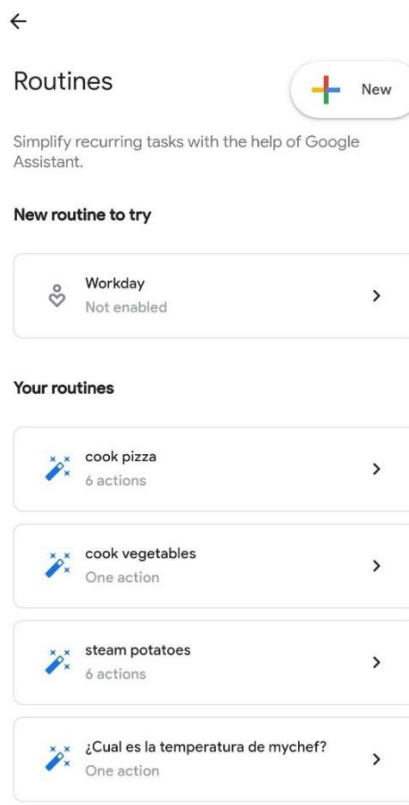 Routines
New
Simplify recurring tasks with the help of Google
Assistant.
New routine to try
Workday
Not enabled
Your routines
cook pizza
6 actions
cook vegetables
One action
steam potatoes
6 actions
¿Cual es la temperatura de mychef?
One action